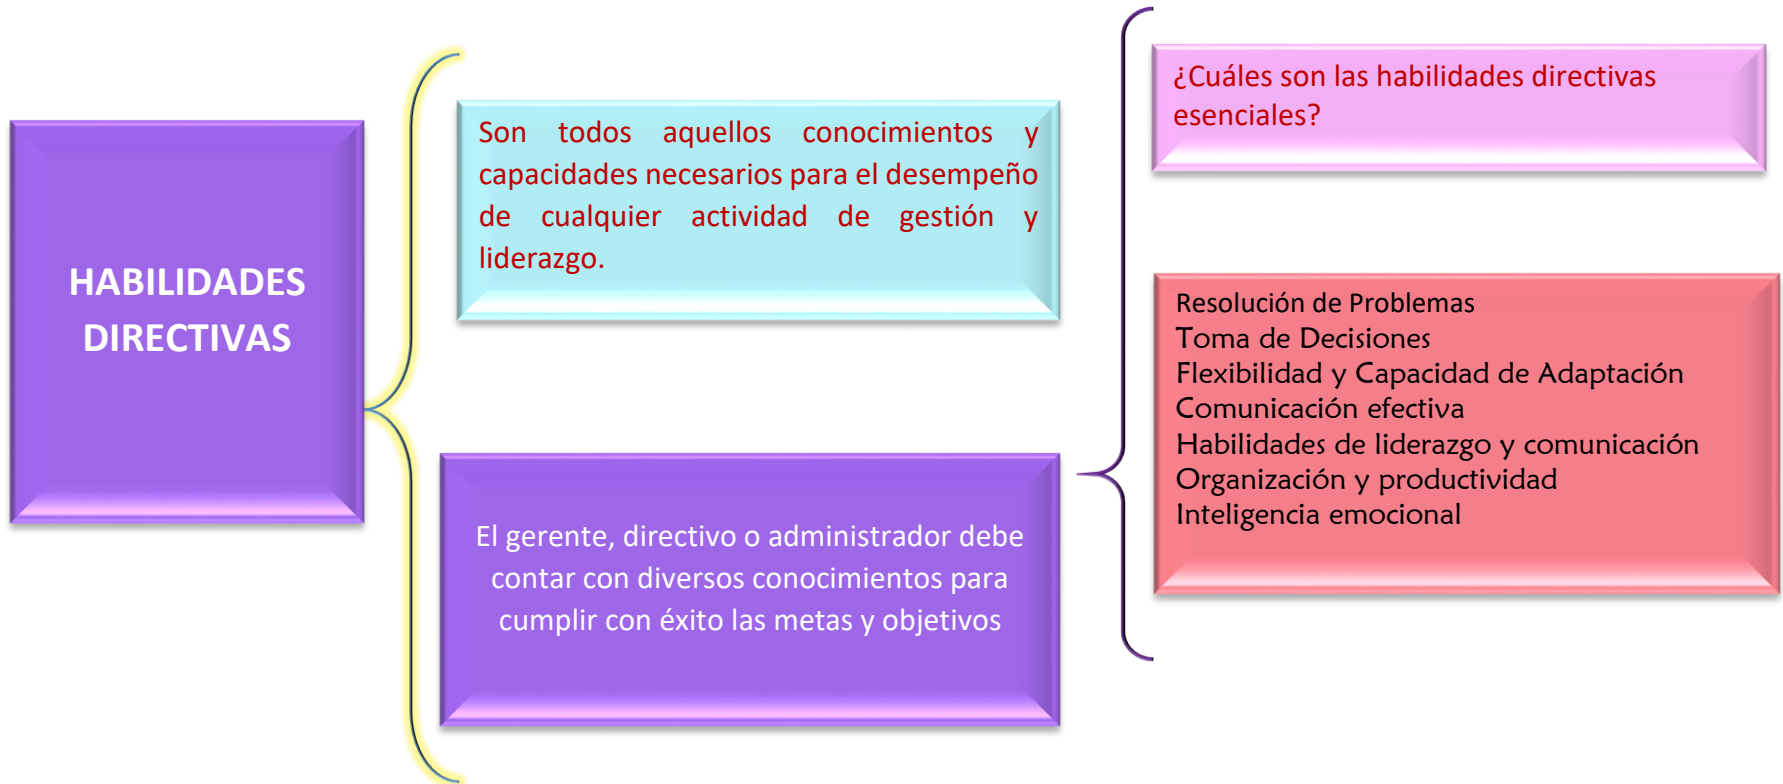 HABILIDADES
DIRECTIVAS
Son todos aquellos conocimientos y
capacidades necesarios para el desempeño
de cualquier actividad de gestión y
liderazgo.
El gerente, directivo o administrador debe
contar con diversos conocimientos para
cumplir con éxito las metas y objetivos
¿Cuáles son las habilidades directivas
esenciales?
Resolución de Problemas
Toma de Decisiones
Flexibilidad y Capacidad de Adaptación
Comunicación efectiva
Habilidades de liderazgo y comunicación
Organización y productividad
Inteligencia emocional